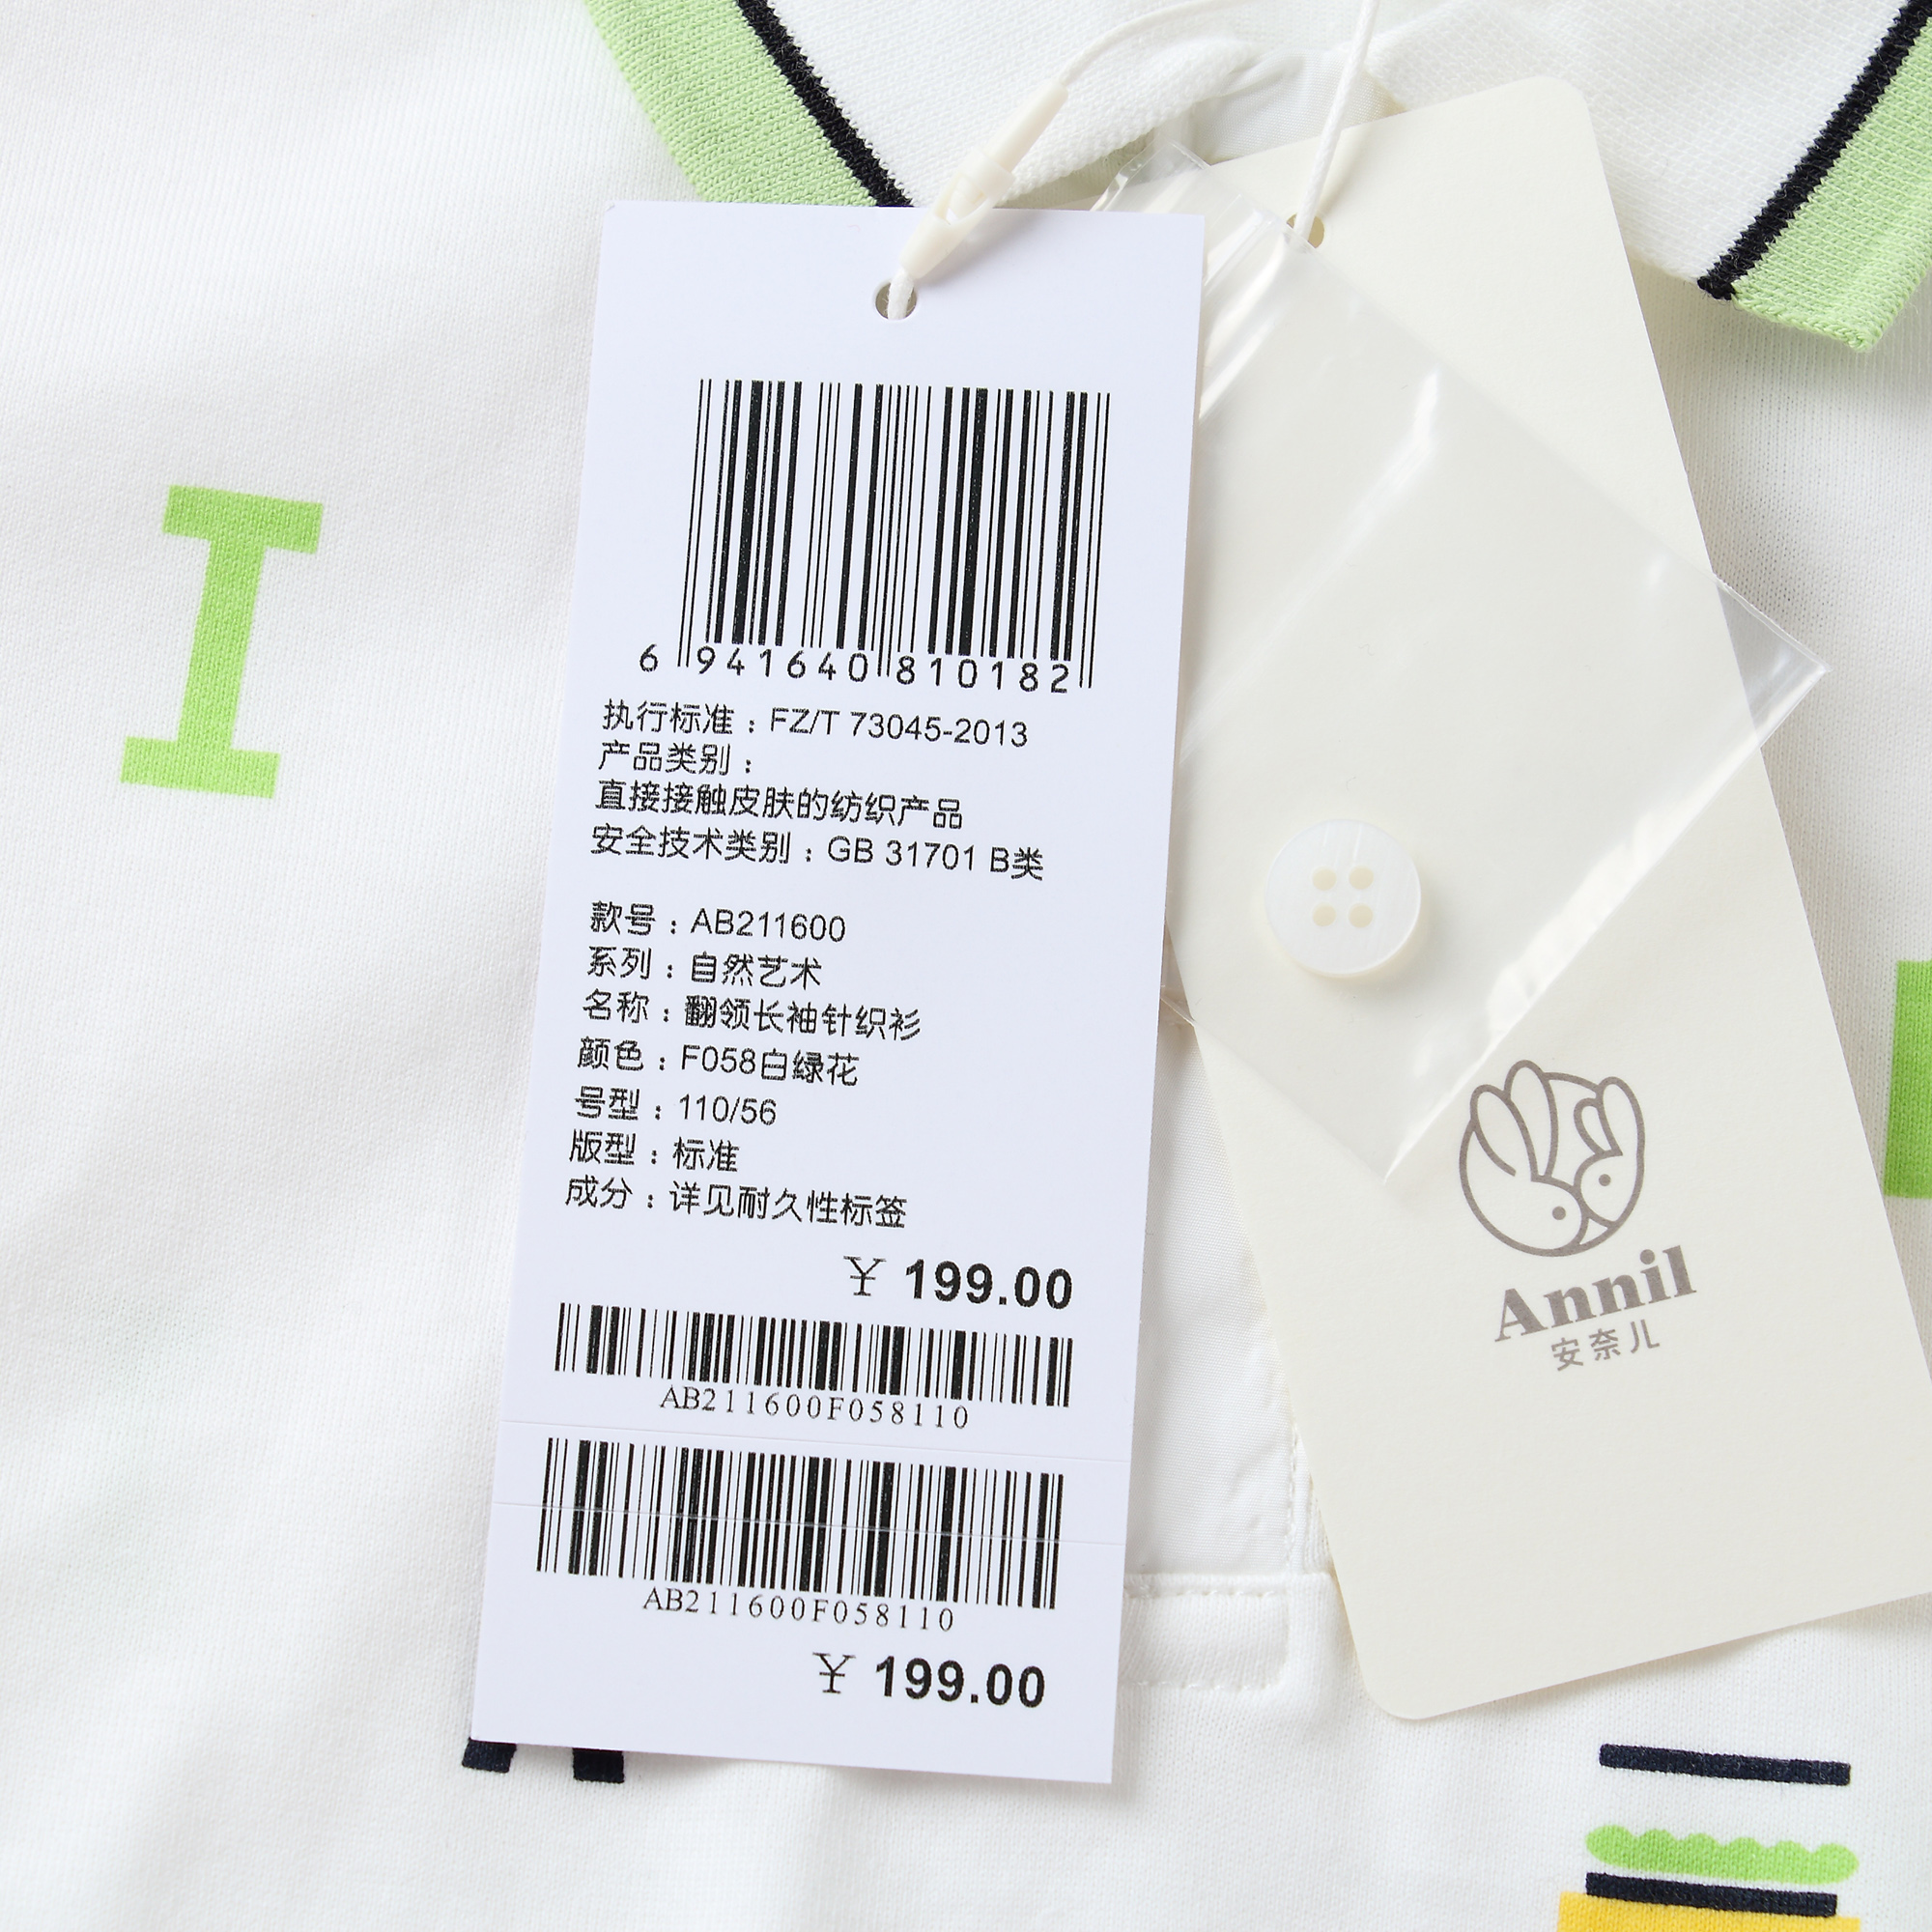 6 941640 810182
执行标准：FZ/T 73045-2013
产品类别：
直接接触皮肤的纺织产品
安全技术类别：GB 31701 B类
款号：AB211600
系列：自然艺术
名称：翻领长袖针织衫
颜色：F058白绿花
号型：110/56
版型：标准
成分：详见耐久性标签
¥ 199.00
AB211600F058110
AB211600F058110
¥ 199.00
Annil
安奈儿
I